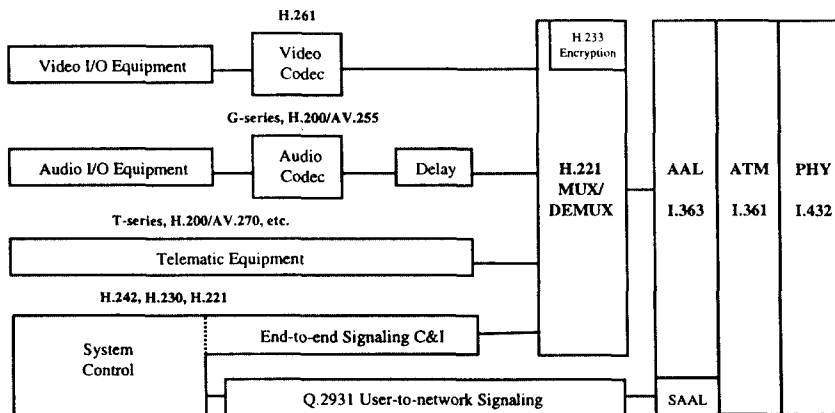 H.261
Video I/O Equipment
Video
Codec
H.233
Encryption
G-series, H.200/AV.255
Audio I/O Equipment
Audio
Codec
Delay
H.221
MUX/
DEMUX
AAL
I.363
ATM
I.361
PHY
I.432
T-series, H.200/AV.270, etc.
Telematic Equipment
H.242, H.230, H.221
System
Control
End-to-end Signaling C&I
Q.2931 User-to-network Signaling
SAAL